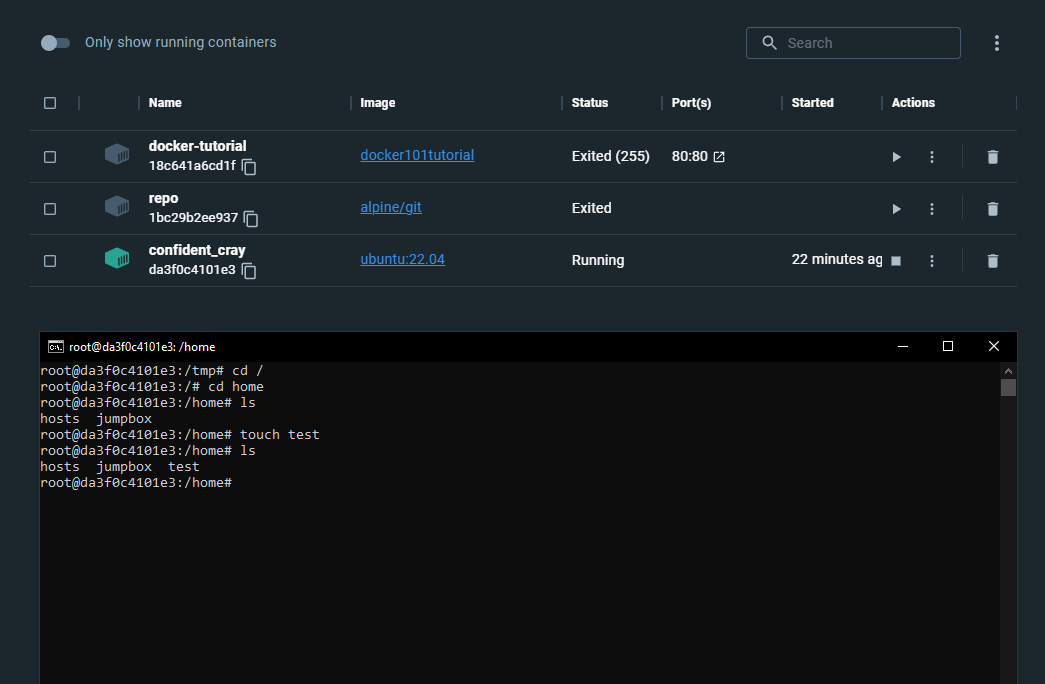 Only show running containers
Search
Name Image Status Port(s) Started Actions
docker-tutorial
18c641a6cd1f docker101tutorial Exited (255) 80:80
repo
1bc29b2ee937 alpine/git Exited
confident_cray
da3f0c4101e3 ubuntu:22.04 Running 22 minutes ag
root@da3f0c4101e3: /home
root@da3f0c4101e3:/tmp# cd /
root@da3f0c4101e3:/# cd home
root@da3f0c4101e3:/home# ls
hosts  jumpbox
root@da3f0c4101e3:/home# touch test
root@da3f0c4101e3:/home# ls
hosts  jumpbox  test
root@da3f0c4101e3:/home#